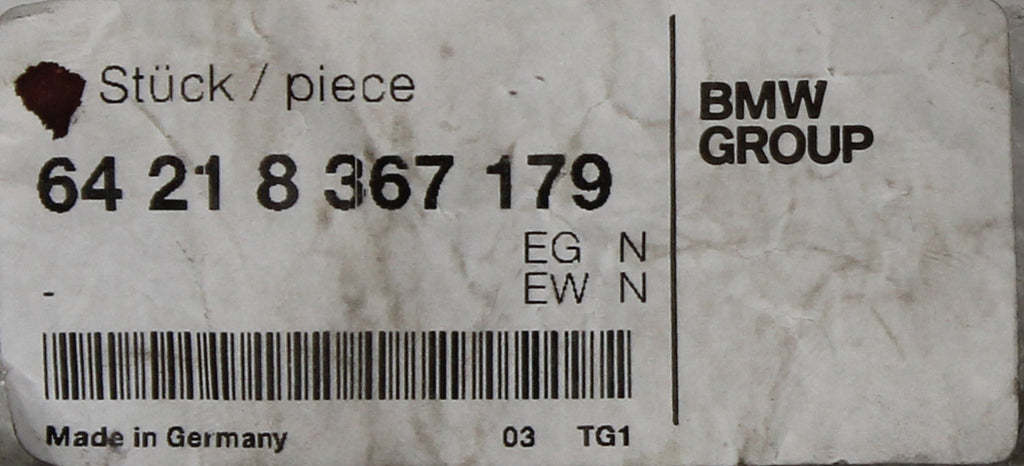 Stück / piece
64 21 8 367 179
EG N
EW N
-
Made in Germany 03 TG1
BMW
GROUP